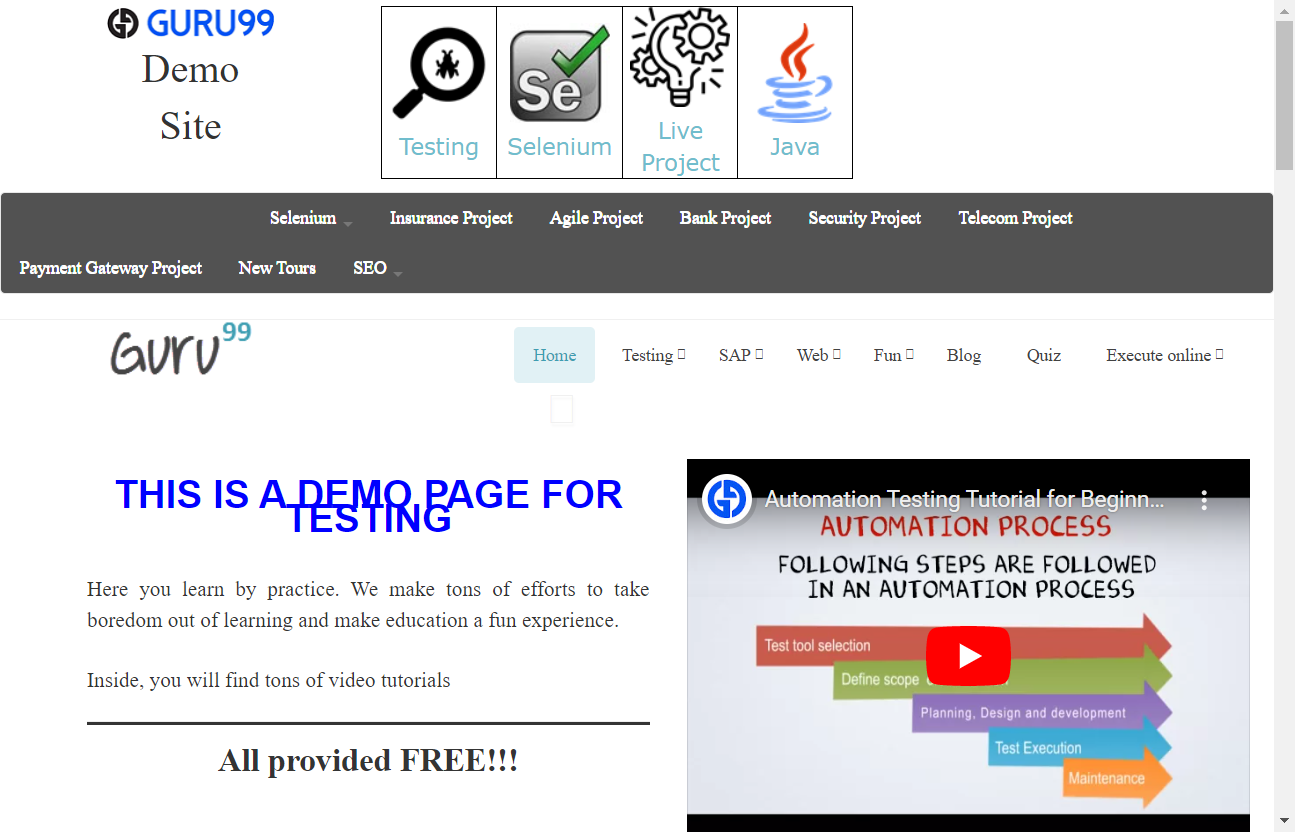 GURU99
Demo
Site
Testing
Se
Selenium
Live
Project
Java
Selenium Insurance Project Agile Project Bank Project Security Project Telecom Project
Payment Gateway Project New Tours SEO
Guru99
Home Testing SAP Web Fun Blog Quiz Execute online
THIS IS A DEMO PAGE FOR
TESTING
Here you learn by practice. We make tons of efforts to take
boredom out of learning and make education a fun experience.
Inside, you will find tons of video tutorials
All provided FREE!!!
Automation Testing Tutorial for Beginn...
AUTOMATION PROCESS
FOLLOWING STEPS ARE FOLLOWED
IN AN AUTOMATION PROCESS
Test tool selection
Define scope
Planning, Design and development
Test Execution
Maintenance